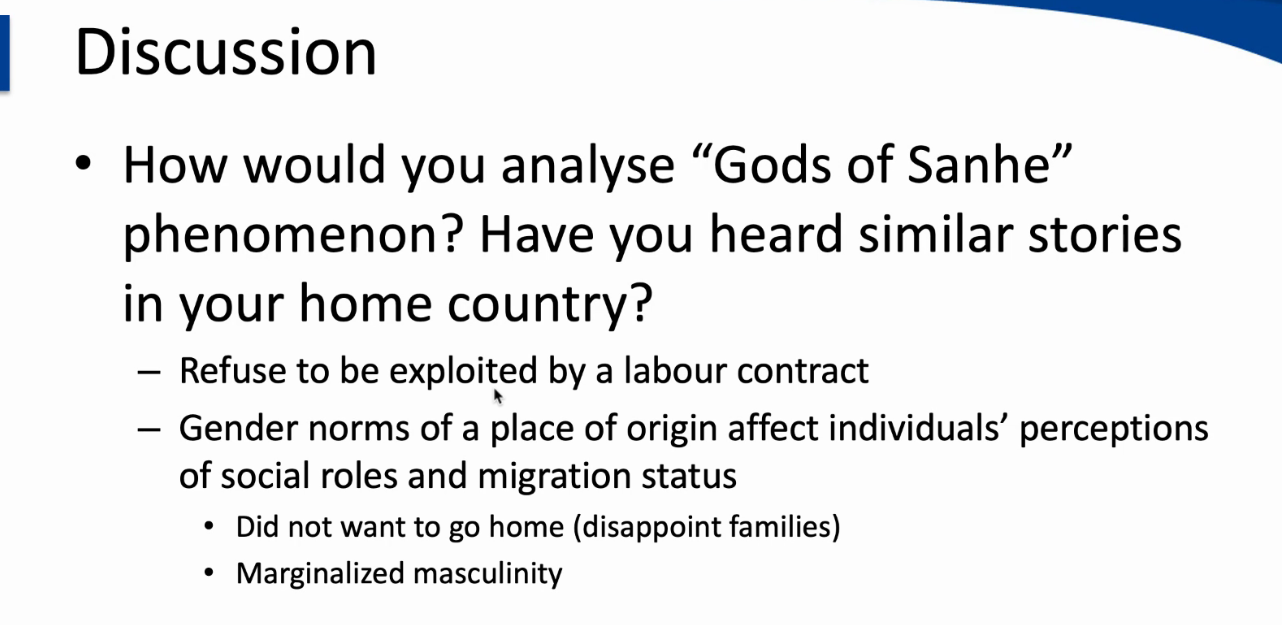 Discussion
• How would you analyse “Gods of Sanhe”
phenomenon? Have you heard similar stories
in your home country?
– Refuse to be exploited by a labour contract
– Gender norms of a place of origin affect individuals’ perceptions
of social roles and migration status
• Did not want to go home (disappoint families)
• Marginalized masculinity